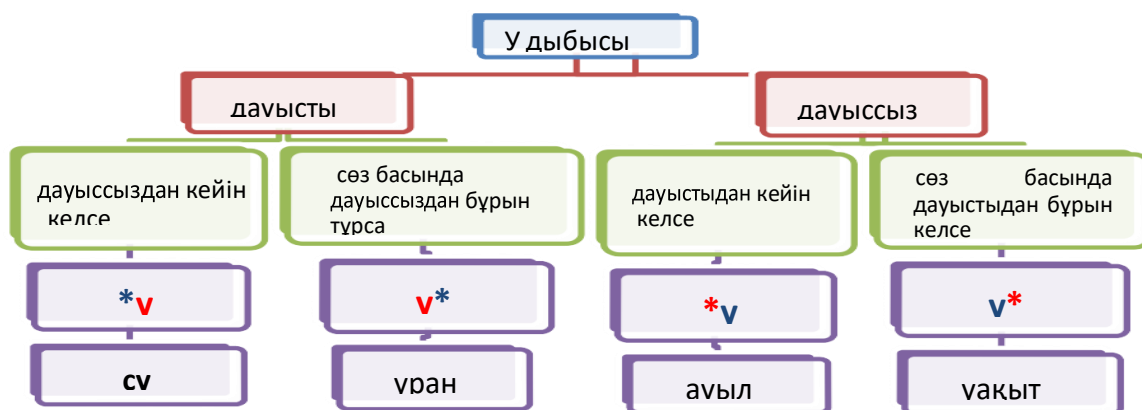 У дыбысы
дауысты
дауыссыз
дауыссыздан кейін
келсе
сөз басында
дауыссыздан бұрын
тұрса
дауыстыдан кейін
келсе
сөз басында
дауыстыдан бұрын
келсе
*у
у*
*у
у*
су
уран
ауыл
уақыт